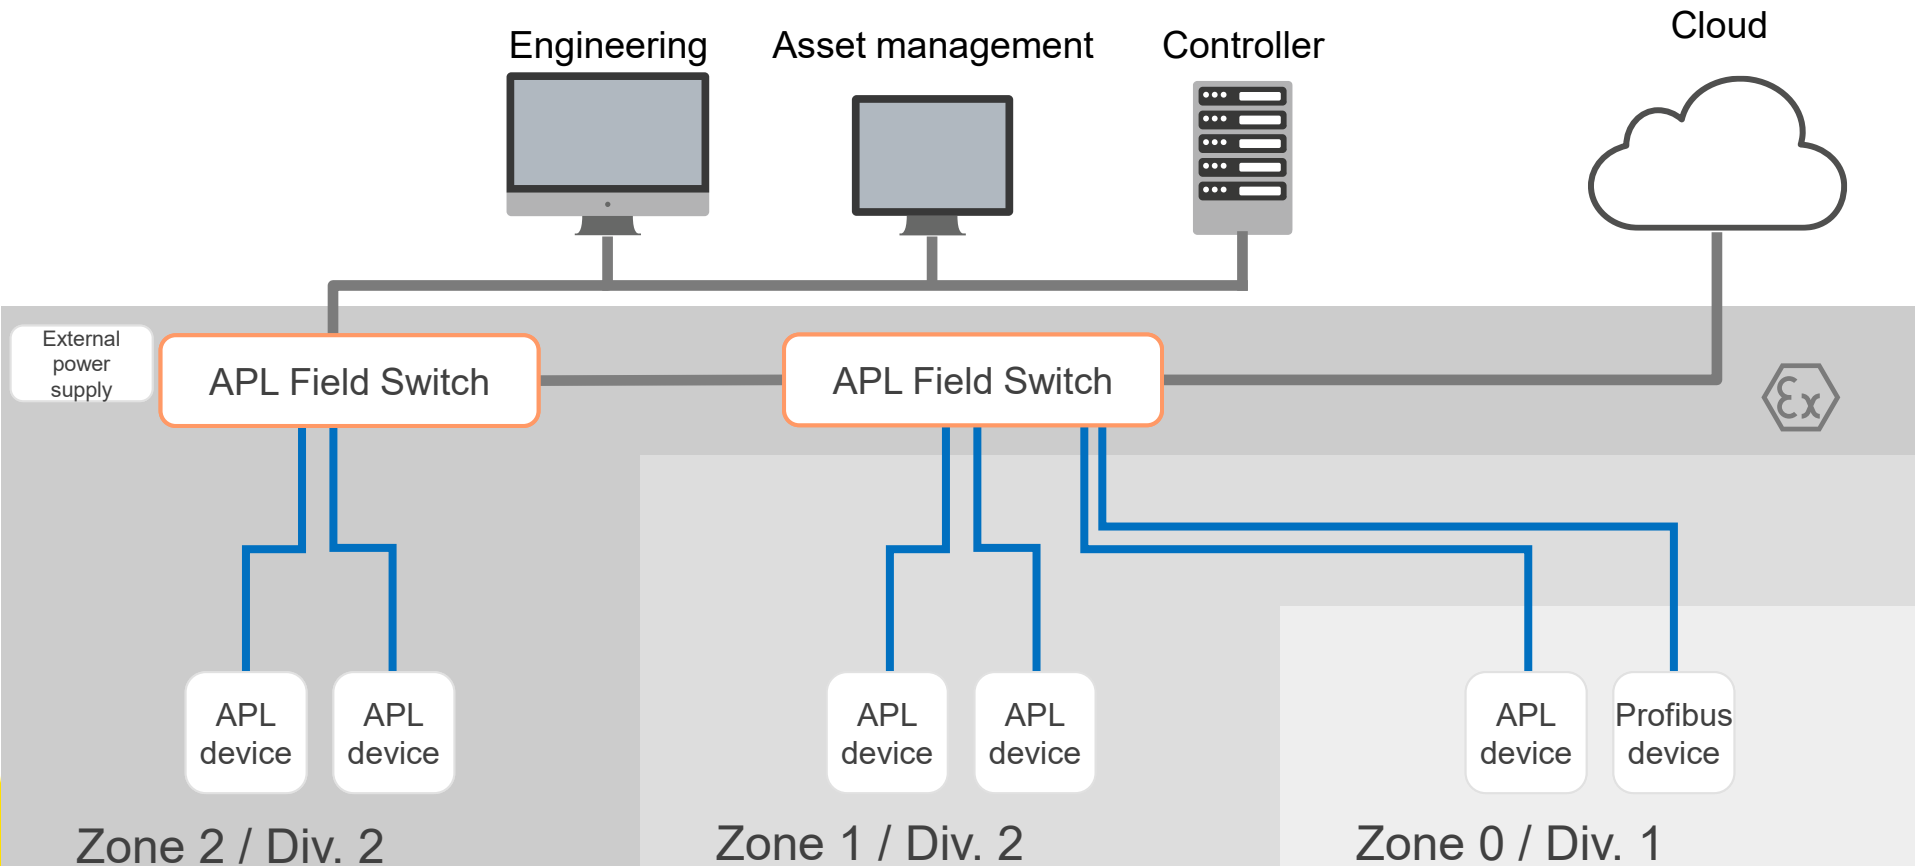 Engineering
Asset management
Controller
Cloud
External
power
supply
APL Field Switch
APL Field Switch
Ex
APL
device
APL
device
APL
device
APL
device
APL
device
Profibus
device
Zone 2 / Div. 2
Zone 1 / Div. 2
Zone 0 / Div. 1